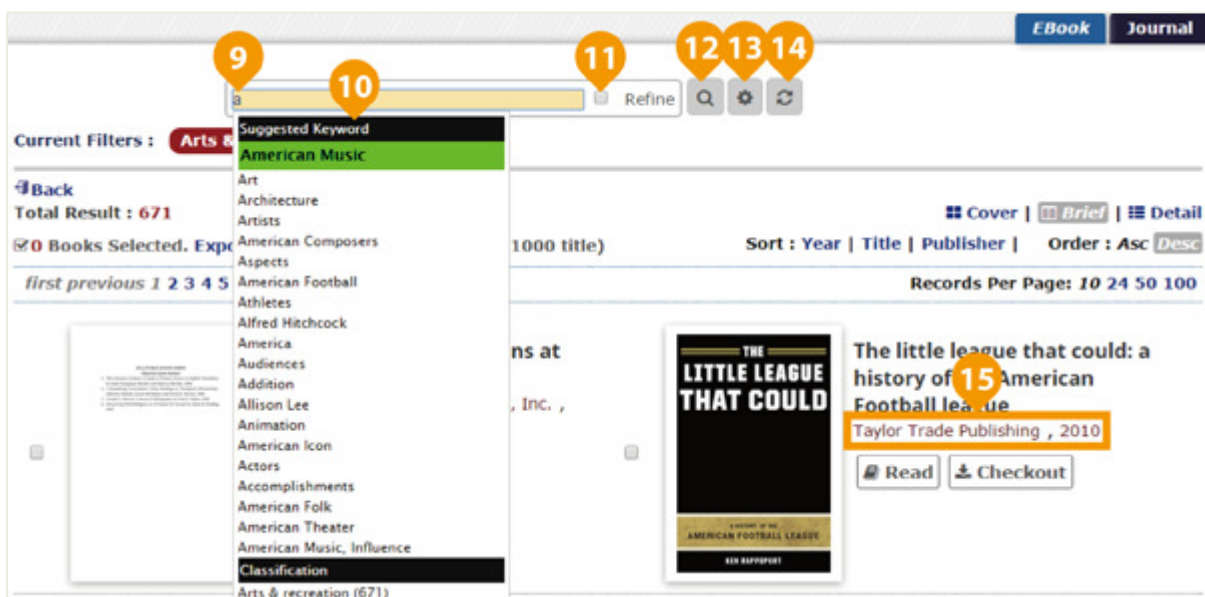 EBook Journal
9 10 11 12 13 14
a Refine
Current Filters : Arts &
Suggested Keyword
American Music
Art
Architecture
Artists
American Composers
Aspects
American Football
Athletes
Alfred Hitchcock
America
Audiences
Addition
Allison Lee
Animation
American Icon
Actors
Accomplishments
American Folk
American Theater
American Music, Influence
Classification
Arts & recreation (671)
Back
Total Result : 671
Cover | Brief | Detail
0 Books Selected. Expo 1000 title)
Sort : Year | Title | Publisher | Order : Asc Desc
first previous 1 2 3 4 5
Records Per Page: 10 24 50 100
ns at
, Inc. ,
THE
LITTLE LEAGUE
THAT COULD
A HISTORY OF THE
AMERICAN FOOTBALL LEAGUE
KEN RAPPOPORT
The little league that could: a
history of American
Football league
15
Taylor Trade Publishing , 2010
Read Checkout